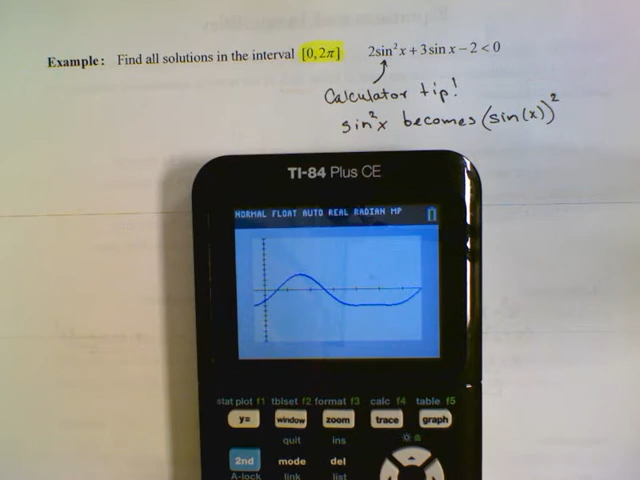 Example: Find all solutions in the interval [0, 2π] 2sin²x + 3sin x − 2 < 0
Calculator tip!
sin²x becomes (sin(x))²
TI-84 Plus CE
NORMAL FLOAT AUTO REAL RADIAN MP
stat plot f1 tblset f2 format f3 calc f4 table f5
y= window zoom trace graph
quit ins
2nd mode del
A-lock link list